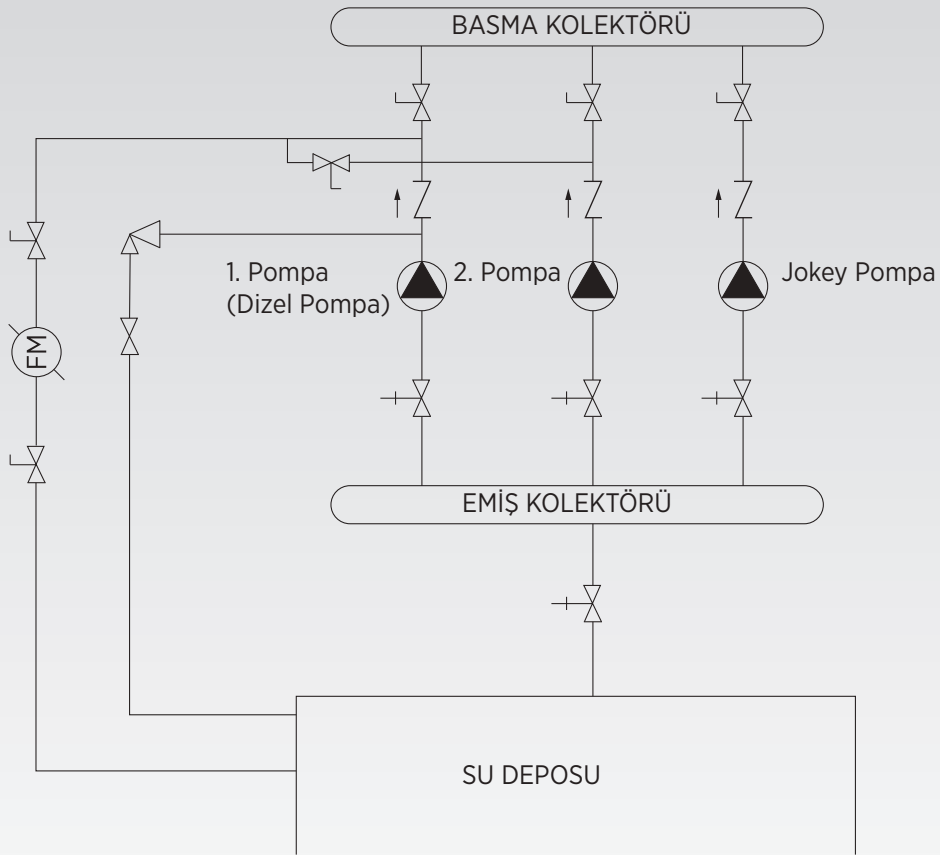 BASMA KOLEKTÖRÜ
1. Pompa
(Dizel Pompa)
2. Pompa
Jokey Pompa
FM
EMİŞ KOLEKTÖRÜ
SU DEPOSU